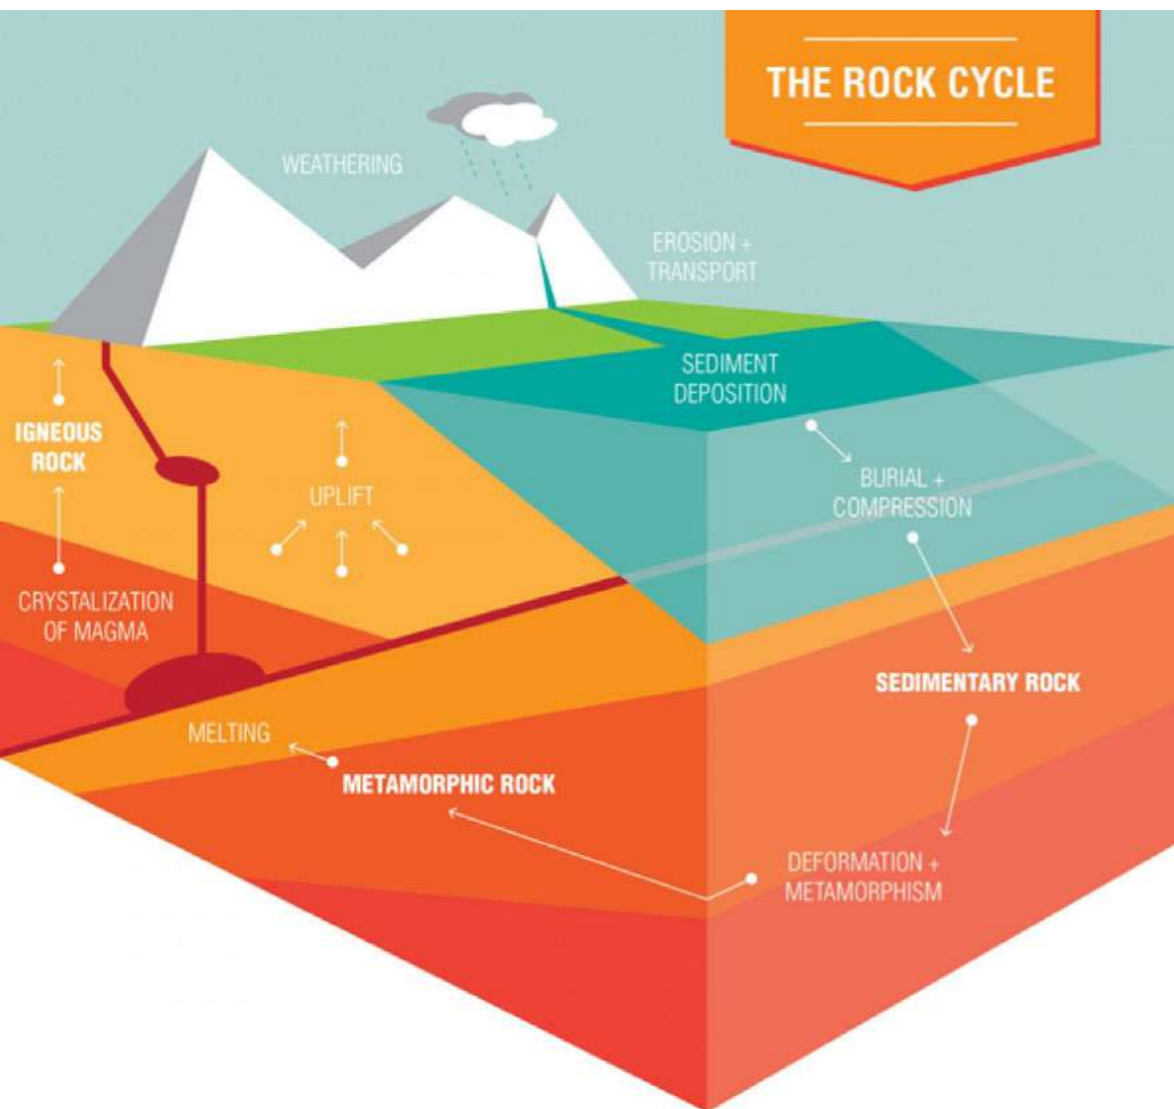 THE ROCK CYCLE
WEATHERING
EROSION +
TRANSPORT
SEDIMENT
DEPOSITION
IGNEOUS
ROCK
UPLIFT
BURIAL +
COMPRESSION
CRYSTALIZATION
OF MAGMA
SEDIMENTARY ROCK
MELTING
METAMORPHIC ROCK
DEFORMATION +
METAMORPHISM